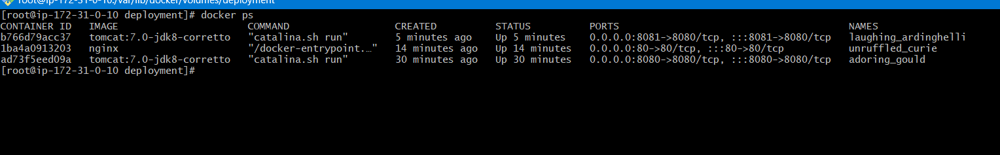 root@ip-172-31-0-10:/var/lib/docker/volumes/deployment
[root@ip-172-31-0-10 deployment]# docker ps
CONTAINER ID   IMAGE                       COMMAND                  CREATED          STATUS          PORTS                                       NAMES
b766d79acc37   tomcat:7.0-jdk8-corretto   "catalina.sh run"        5 minutes ago    Up 5 minutes    0.0.0.0:8081->8080/tcp, :::8081->8080/tcp   laughing_ardinghelli
1ba4a0913203   nginx                      "/docker-entrypoint.…"   14 minutes ago   Up 14 minutes   0.0.0.0:80->80/tcp, :::80->80/tcp           unruffled_curie
ad73f5eed09a   tomcat:7.0-jdk8-corretto   "catalina.sh run"        30 minutes ago   Up 30 minutes   0.0.0.0:8080->8080/tcp, :::8080->8080/tcp   adoring_gould
[root@ip-172-31-0-10 deployment]#